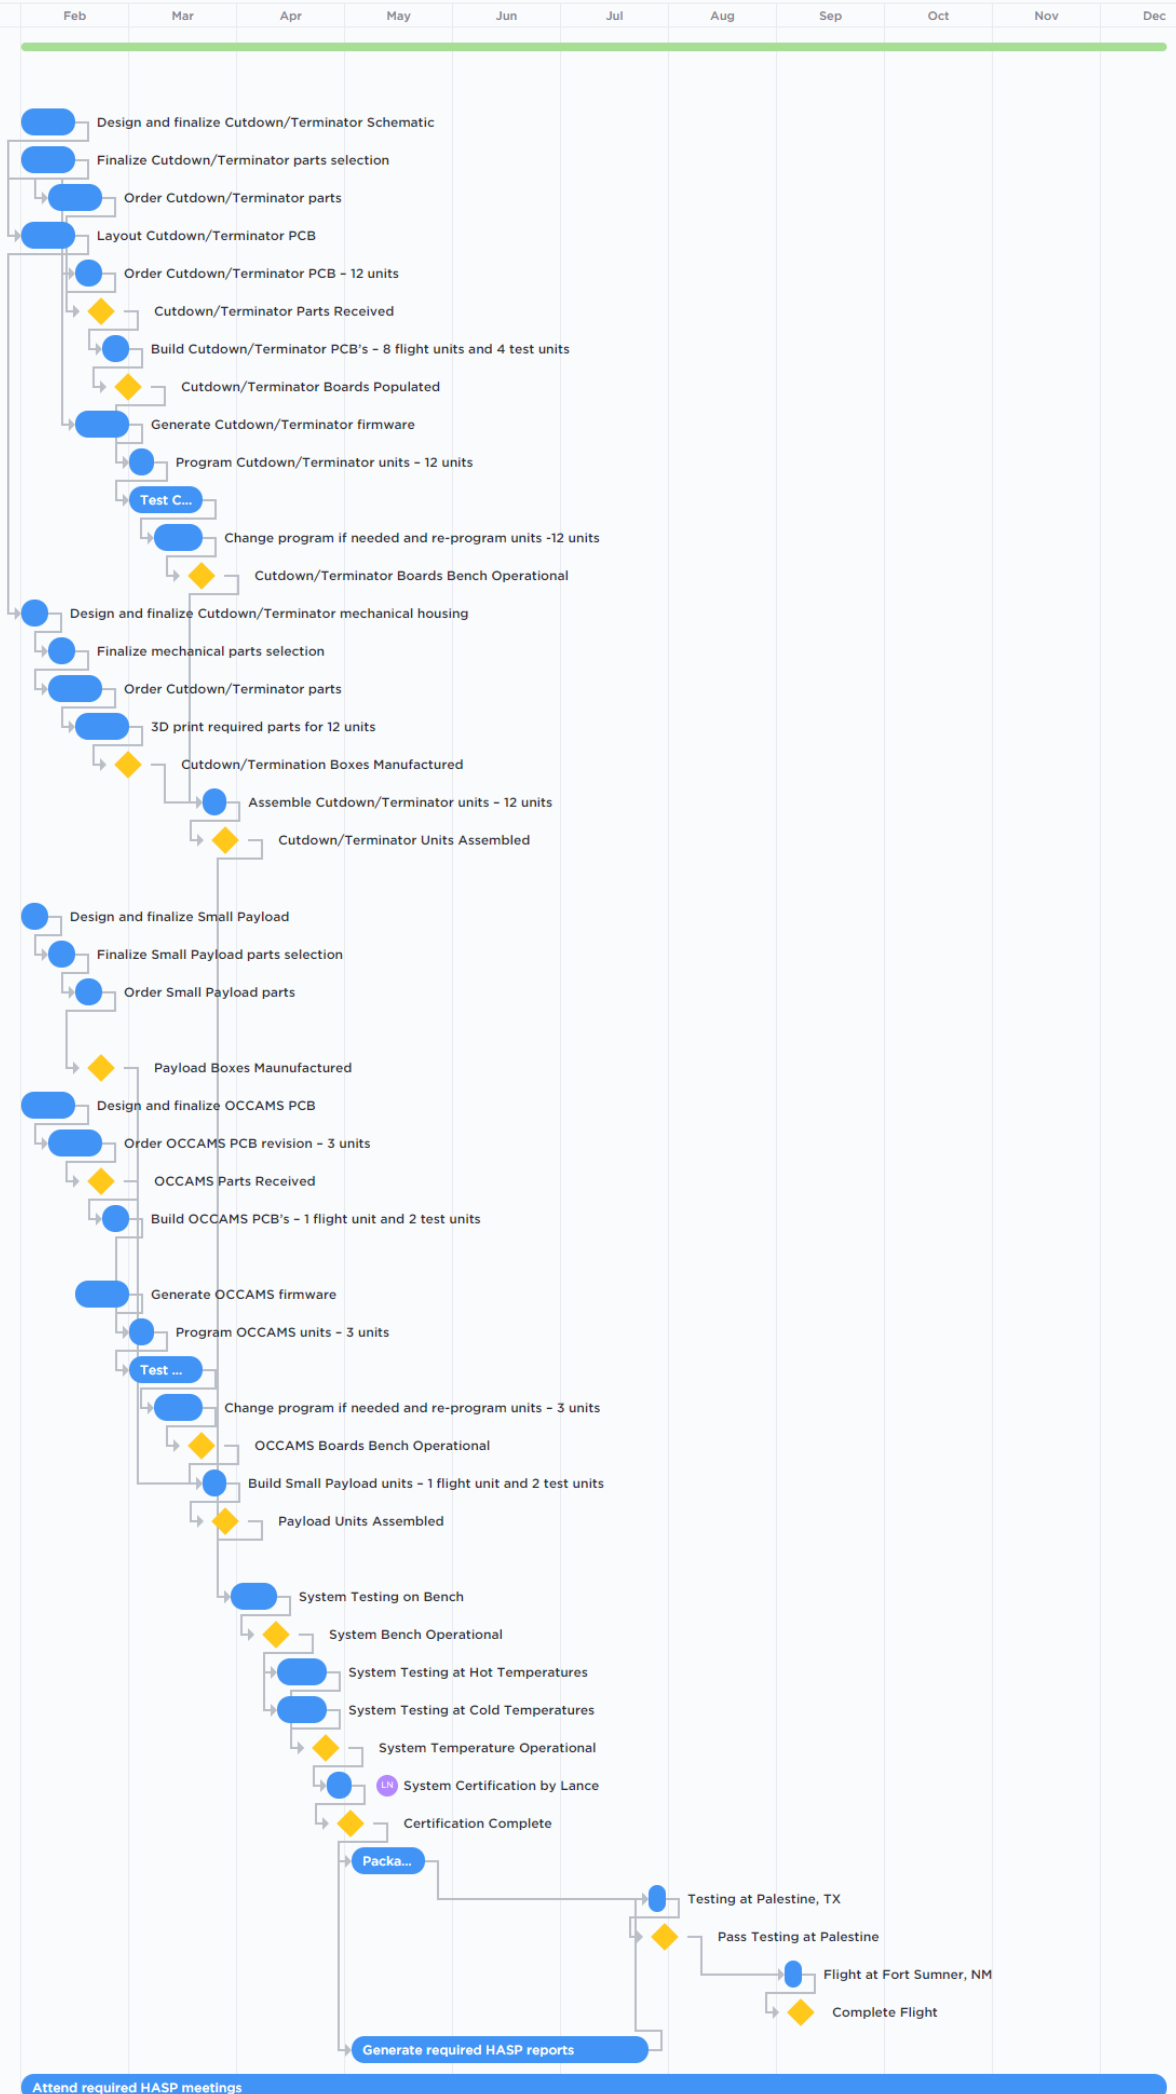 Feb Mar Apr May Jun Jul Aug Sep Oct Nov Dec
Design and finalize Cutdown/Terminator Schematic
Finalize Cutdown/Terminator parts selection
Order Cutdown/Terminator parts
Layout Cutdown/Terminator PCB
Order Cutdown/Terminator PCB – 12 units
Cutdown/Terminator Parts Received
Build Cutdown/Terminator PCB's – 8 flight units and 4 test units
Cutdown/Terminator Boards Populated
Generate Cutdown/Terminator firmware
Program Cutdown/Terminator units – 12 units
Test C...
Change program if needed and re-program units -12 units
Cutdown/Terminator Boards Bench Operational
Design and finalize Cutdown/Terminator mechanical housing
Finalize mechanical parts selection
Order Cutdown/Terminator parts
3D print required parts for 12 units
Cutdown/Termination Boxes Manufactured
Assemble Cutdown/Terminator units – 12 units
Cutdown/Terminator Units Assembled
Design and finalize Small Payload
Finalize Small Payload parts selection
Order Small Payload parts
Payload Boxes Maunufactured
Design and finalize OCCAMS PCB
Order OCCAMS PCB revision – 3 units
OCCAMS Parts Received
Build OCCAMS PCB's – 1 flight unit and 2 test units
Generate OCCAMS firmware
Program OCCAMS units – 3 units
Test ...
Change program if needed and re-program units – 3 units
OCCAMS Boards Bench Operational
Build Small Payload units – 1 flight unit and 2 test units
Payload Units Assembled
System Testing on Bench
System Bench Operational
System Testing at Hot Temperatures
System Testing at Cold Temperatures
System Temperature Operational
LN System Certification by Lance
Certification Complete
Packa...
Testing at Palestine, TX
Pass Testing at Palestine
Flight at Fort Sumner, NM
Complete Flight
Generate required HASP reports
Attend required HASP meetings